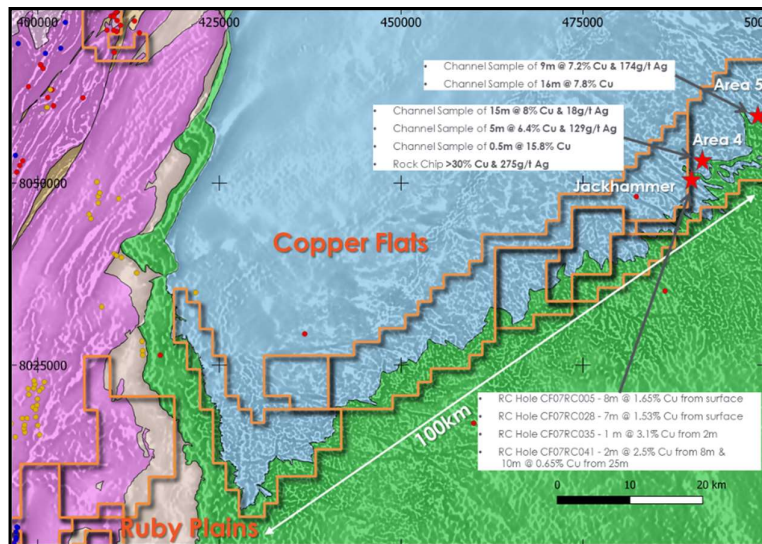 400000 425000 450000 475000 500
• Channel Sample of 9m @ 7.2% Cu & 174g/t Ag
• Channel Sample of 16m @ 7.8% Cu
Area 5
• Channel Sample of 15m @ 8% Cu & 18g/t Ag
• Channel Sample of 5m @ 6.4% Cu & 129g/t Ag
• Channel Sample of 0.5m @ 15.8% Cu
• Rock Chip >30% Cu & 275g/t Ag
Area 4
Jackhammer
8050000
Copper Flats
8025000
100km
• RC Hole CF07RC005 - 8m @ 1.65% Cu from surface
• RC Hole CF07RC028 - 7m @ 1.53% Cu from surface
• RC Hole CF07RC035 - 1 m @ 3.1% Cu from 2m
• RC Hole CF07RC041 - 2m @ 2.5% Cu from 8m &
10m @ 0.65% Cu from 25m
0 10 20 km
Ruby Plains